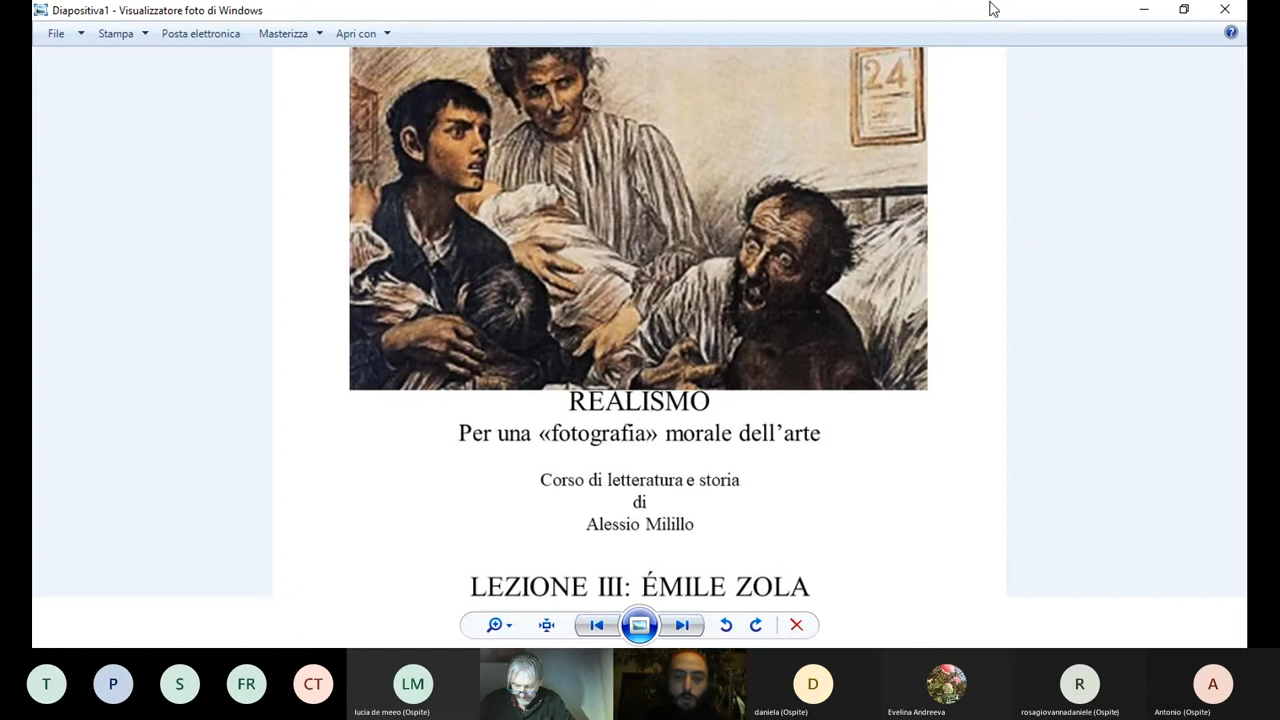 Diapositiva1 - Visualizzatore foto di Windows
File Stampa Posta elettronica Masterizza Apri con
24
REALISMO
Per una «fotografia» morale dell’arte
Corso di letteratura e storia
di
Alessio Milillo
LEZIONE III: ÉMILE ZOLA
T P S FR CT LM D R A
lucia de meeo (Ospite) daniela (Ospite) Evelina Andreeva rosagiovannadaniele (Ospite) Antonio (Ospite)